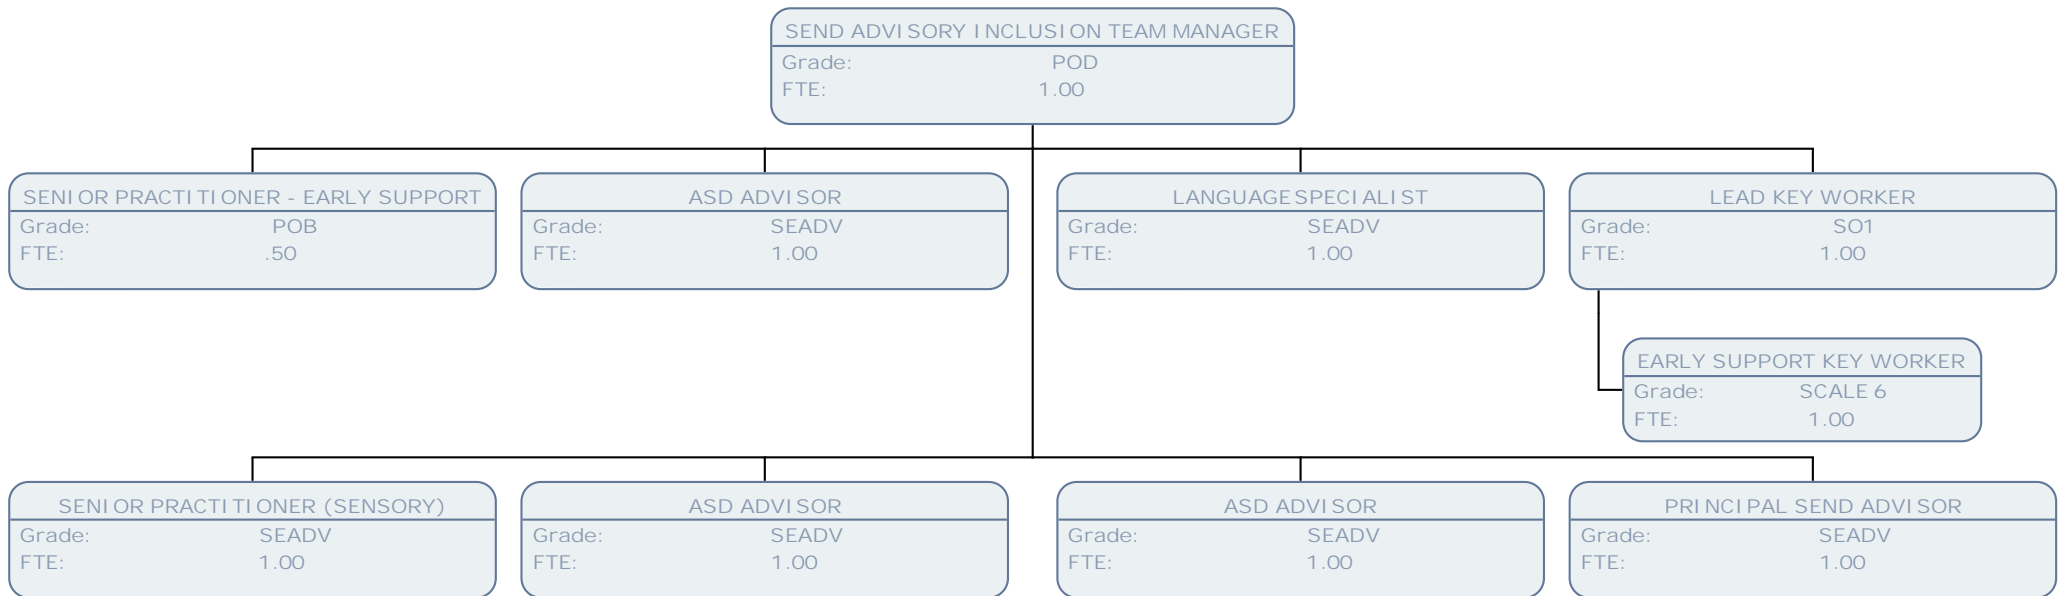 SEND ADVISORY INCLUSION TEAM MANAGER
Grade: POD
FTE: 1.00
SENIOR PRACTITIONER - EARLY SUPPORT
Grade: POB
FTE: .50
ASD ADVISOR
Grade: SEADV
FTE: 1.00
LANGUAGE SPECIALIST
Grade: SEADV
FTE: 1.00
LEAD KEY WORKER
Grade: SO1
FTE: 1.00
EARLY SUPPORT KEY WORKER
Grade: SCALE 6
FTE: 1.00
SENIOR PRACTITIONER (SENSORY)
Grade: SEADV
FTE: 1.00
ASD ADVISOR
Grade: SEADV
FTE: 1.00
ASD ADVISOR
Grade: SEADV
FTE: 1.00
PRINCIPAL SEND ADVISOR
Grade: SEADV
FTE: 1.00